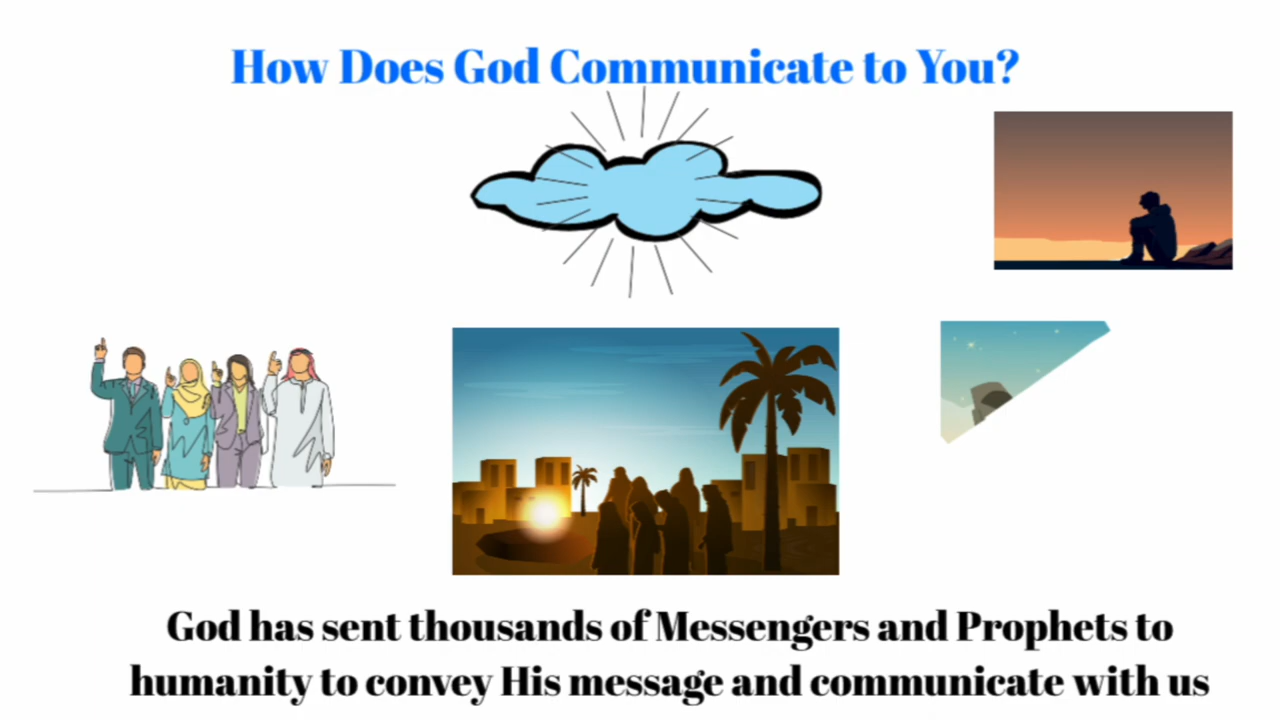 How Does God Communicate to You?
God has sent thousands of Messengers and Prophets to
humanity to convey His message and communicate with us